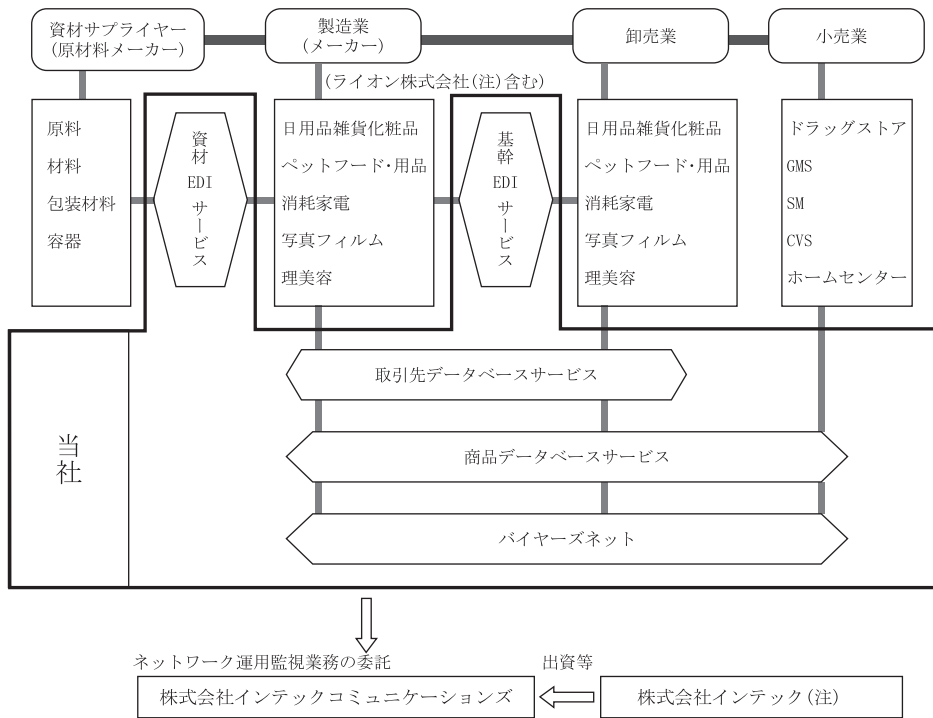 資材サプライヤー
(原材料メーカー)
製造業
(メーカー)
卸売業
小売業
(ライオン株式会社(注)含む)
原料
材料
包装材料
容器
資材EDIサービス
日用品雑貨化粧品
ペットフード・用品
消耗家電
写真フィルム
理美容
基幹EDIサービス
日用品雑貨化粧品
ペットフード・用品
消耗家電
写真フィルム
理美容
ドラッグストア
GMS
SM
CVS
ホームセンター
当社
取引先データベースサービス
商品データベースサービス
バイヤーズネット
ネットワーク運用監視業務の委託
出資等
株式会社インテックコミュニケーションズ
株式会社インテック(注)